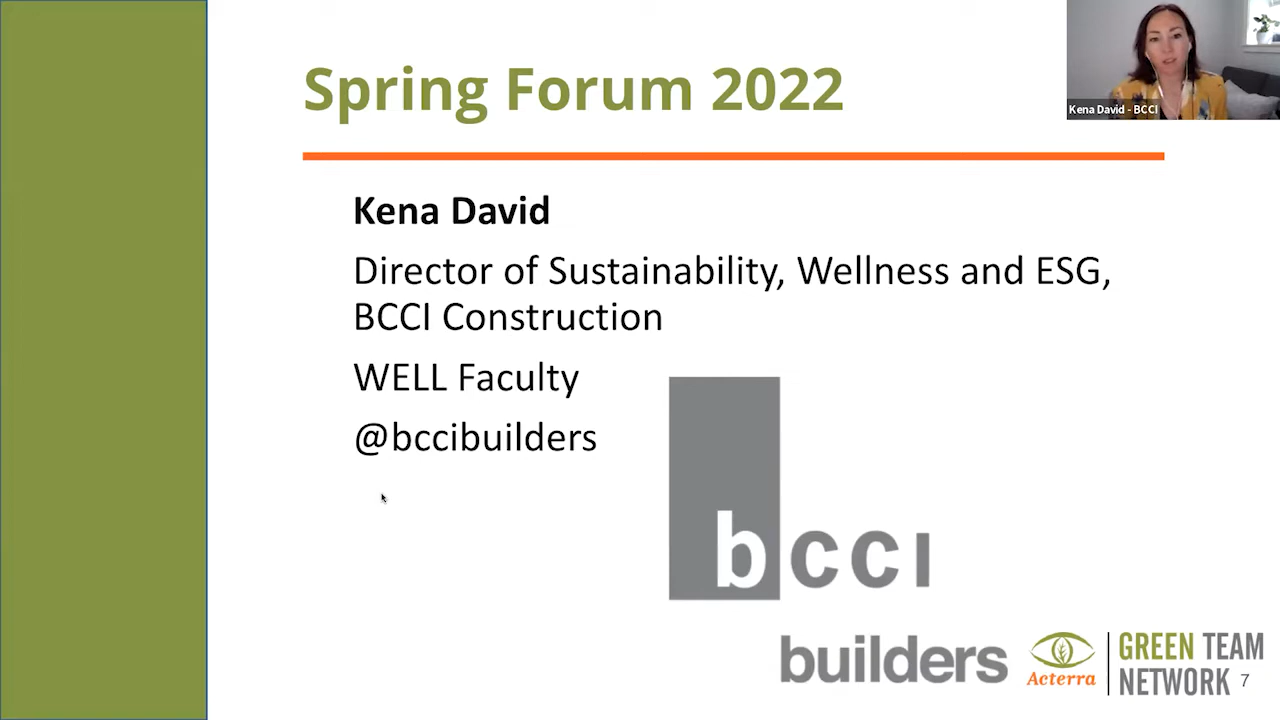 Spring Forum 2022
Kena David - BCCI
Kena David
Director of Sustainability, Wellness and ESG,
BCCI Construction
WELL Faculty
@bccibuilders
bccı
builders
Acterra
GREEN TEAM
NETWORK
7